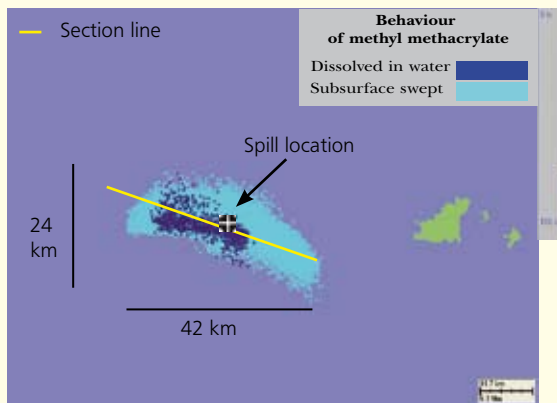 Section line
Behaviour
of methyl methacrylate
Dissolved in water
Subsurface swept
Spill location
24
km
42 km